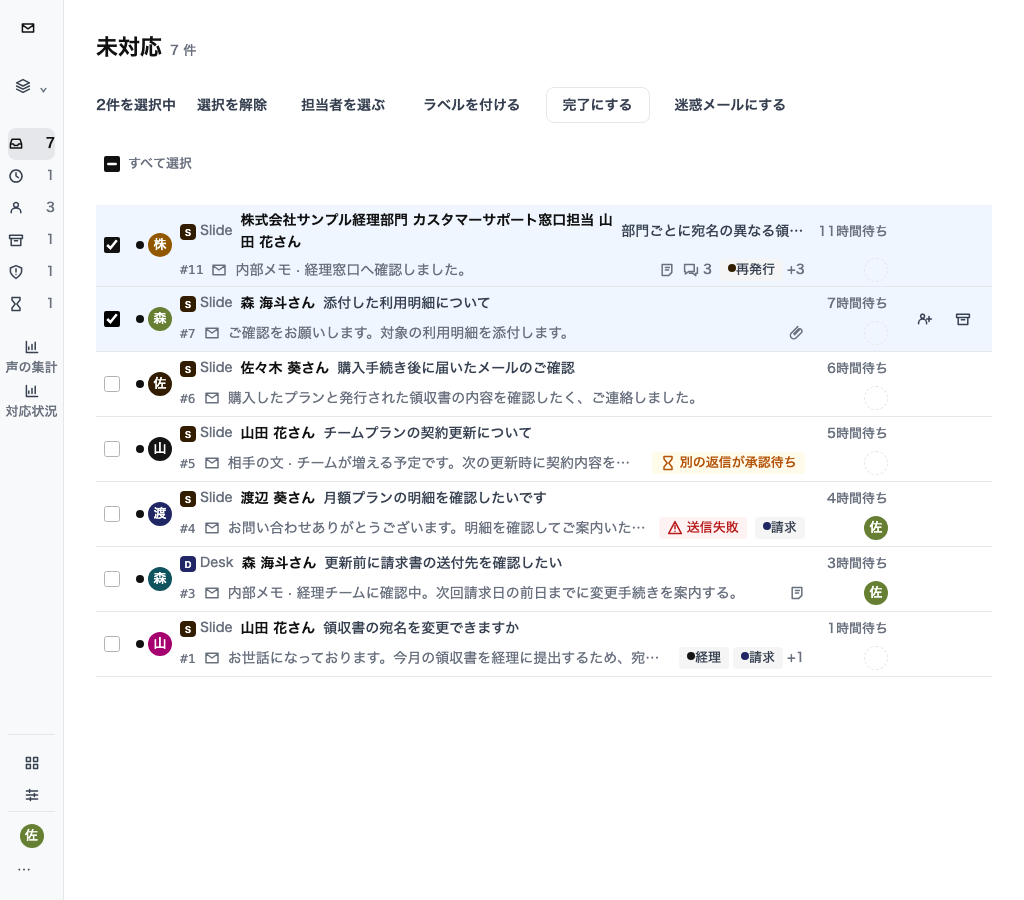 未対応 7 件
2件を選択中 選択を解除 担当者を選ぶ ラベルを付ける 完了にする 迷惑メールにする
すべて選択
7
1
3
1
1
1
声の集計
対応状況
佐
…
株 S Slide 株式会社サンプル経理部門 カスタマーサポート窓口担当 山田 花さん 部門ごとに宛名の異なる領… 11時間待ち
#11 内部メモ · 経理窓口へ確認しました。 3 再発行 +3
森 S Slide 森 海斗さん 添付した利用明細について 7時間待ち
#7 ご確認をお願いします。対象の利用明細を添付します。
佐 S Slide 佐々木 葵さん 購入手続き後に届いたメールのご確認 6時間待ち
#6 購入したプランと発行された領収書の内容を確認したく、ご連絡しました。
山 S Slide 山田 花さん チームプランの契約更新について 5時間待ち
#5 相手の文 · チームが増える予定です。次の更新時に契約内容を… 別の返信が承認待ち
渡 S Slide 渡辺 葵さん 月額プランの明細を確認したいです 4時間待ち
#4 お問い合わせありがとうございます。明細を確認してご案内いた… 送信失敗 請求 佐
森 D Desk 森 海斗さん 更新前に請求書の送付先を確認したい 3時間待ち
#3 内部メモ · 経理チームに確認中。次回請求日の前日までに変更手続きを案内する。 佐
山 S Slide 山田 花さん 領収書の宛名を変更できますか 1時間待ち
#1 お世話になっております。今月の領収書を経理に提出するため、宛… 経理 請求 +1